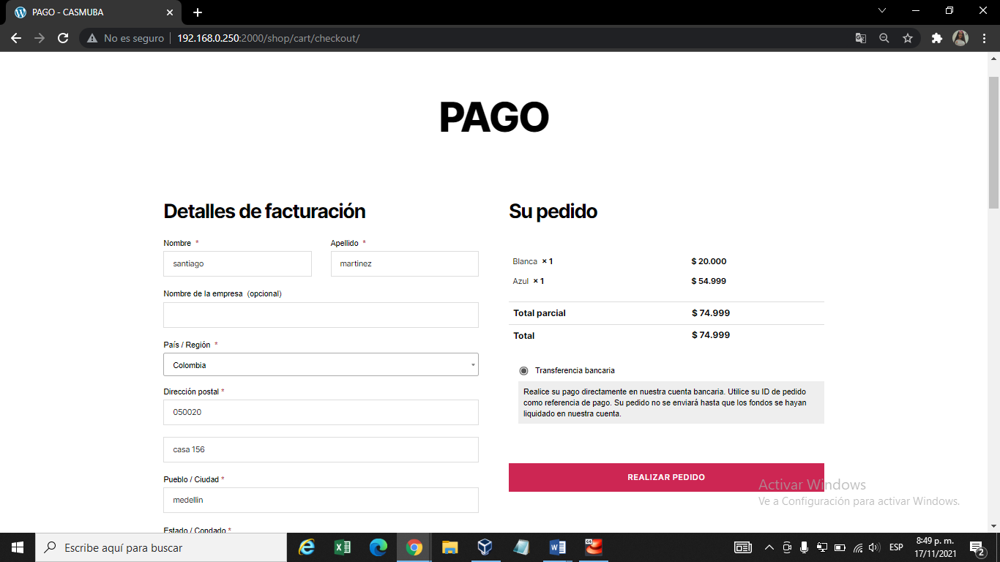 PAGO - CASMUBA
No es seguro
192.168.0.250:2000/shop/cart/checkout/
PAGO
Detalles de facturación
Nombre *
Apellido *
santiago
martinez
Nombre de la empresa (opcional)
País / Región *
Colombia
Dirección postal *
050020
casa 156
Pueblo / Ciudad *
medellin
Estado / Condado *
Su pedido
Blanca × 1 $ 20.000
Azul × 1 $ 54.999
Total parcial $ 74.999
Total $ 74.999
Transferencia bancaria
Realice su pago directamente en nuestra cuenta bancaria. Utilice su ID de pedido
como referencia de pago. Su pedido no se enviará hasta que los fondos se hayan
liquidado en nuestra cuenta.
REALIZAR PEDIDO
Activar Windows
Ve a Configuración para activar Windows.
Escribe aquí para buscar
ESP
8:49 p. m.
17/11/2021
2
64